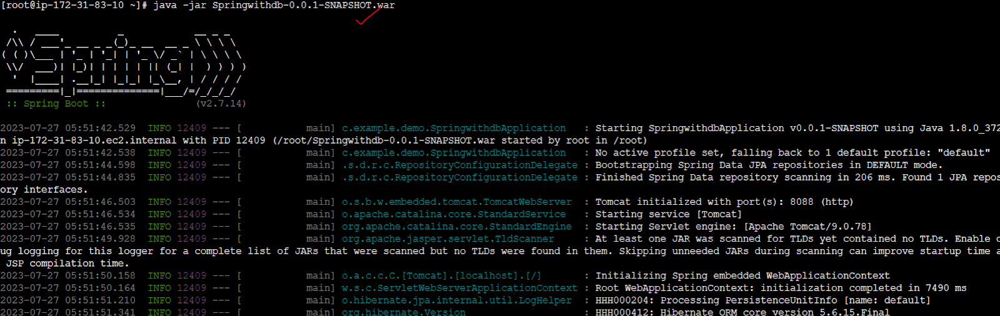 [root@ip-172-31-83-10 ~]# java -jar Springwithdb-0.0.1-SNAPSHOT.war
  .   ____          _            __ _ _
 /\\ / ___'_ __ _ _(_)_ __  __ _ \ \ \ \
( ( )\___ | '_ | '_| | '_ \/ _` | \ \ \ \
 \\/  ___)| |_)| | | | | || (_| |  ) ) ) )
  '  |____| .__|_| |_|_| |_\__, | / / / /
 =========|_|==============|___/=/_/_/_/
 :: Spring Boot ::               (v2.7.14)
2023-07-27 05:51:42.529  INFO 12409 --- [           main] c.example.demo.SpringwithdbApplication   : Starting SpringwithdbApplication v0.0.1-SNAPSHOT using Java 1.8.0_372
n ip-172-31-83-10.ec2.internal with PID 12409 (/root/Springwithdb-0.0.1-SNAPSHOT.war started by root in /root)
2023-07-27 05:51:42.538  INFO 12409 --- [           main] c.example.demo.SpringwithdbApplication   : No active profile set, falling back to 1 default profile: "default"
2023-07-27 05:51:44.598  INFO 12409 --- [           main] .s.d.r.c.RepositoryConfigurationDelegate : Bootstrapping Spring Data JPA repositories in DEFAULT mode.
2023-07-27 05:51:44.835  INFO 12409 --- [           main] .s.d.r.c.RepositoryConfigurationDelegate : Finished Spring Data repository scanning in 206 ms. Found 1 JPA repos
ory interfaces.
2023-07-27 05:51:46.503  INFO 12409 --- [           main] o.s.b.w.embedded.tomcat.TomcatWebServer  : Tomcat initialized with port(s): 8088 (http)
2023-07-27 05:51:46.534  INFO 12409 --- [           main] o.apache.catalina.core.StandardService   : Starting service [Tomcat]
2023-07-27 05:51:46.535  INFO 12409 --- [           main] org.apache.catalina.core.StandardEngine  : Starting Servlet engine: [Apache Tomcat/9.0.78]
2023-07-27 05:51:49.928  INFO 12409 --- [           main] org.apache.jasper.servlet.TldScanner     : At least one JAR was scanned for TLDs yet contained no TLDs. Enable
ug logging for this logger for a complete list of JARs that were scanned but no TLDs were found in them. Skipping unneeded JARs during scanning can improve startup time a
 JSP compilation time.
2023-07-27 05:51:50.158  INFO 12409 --- [           main] o.a.c.c.C.[Tomcat].[localhost].[/]       : Initializing Spring embedded WebApplicationContext
2023-07-27 05:51:50.164  INFO 12409 --- [           main] w.s.c.ServletWebServerApplicationContext : Root WebApplicationContext: initialization completed in 7490 ms
2023-07-27 05:51:51.210  INFO 12409 --- [           main] o.hibernate.jpa.internal.util.LogHelper  : HHH000204: Processing PersistenceUnitInfo [name: default]
2023-07-27 05:51:51.341  INFO 12409 --- [           main] org.hibernate.Version                    : HHH000412: Hibernate ORM core version 5.6.15.Final